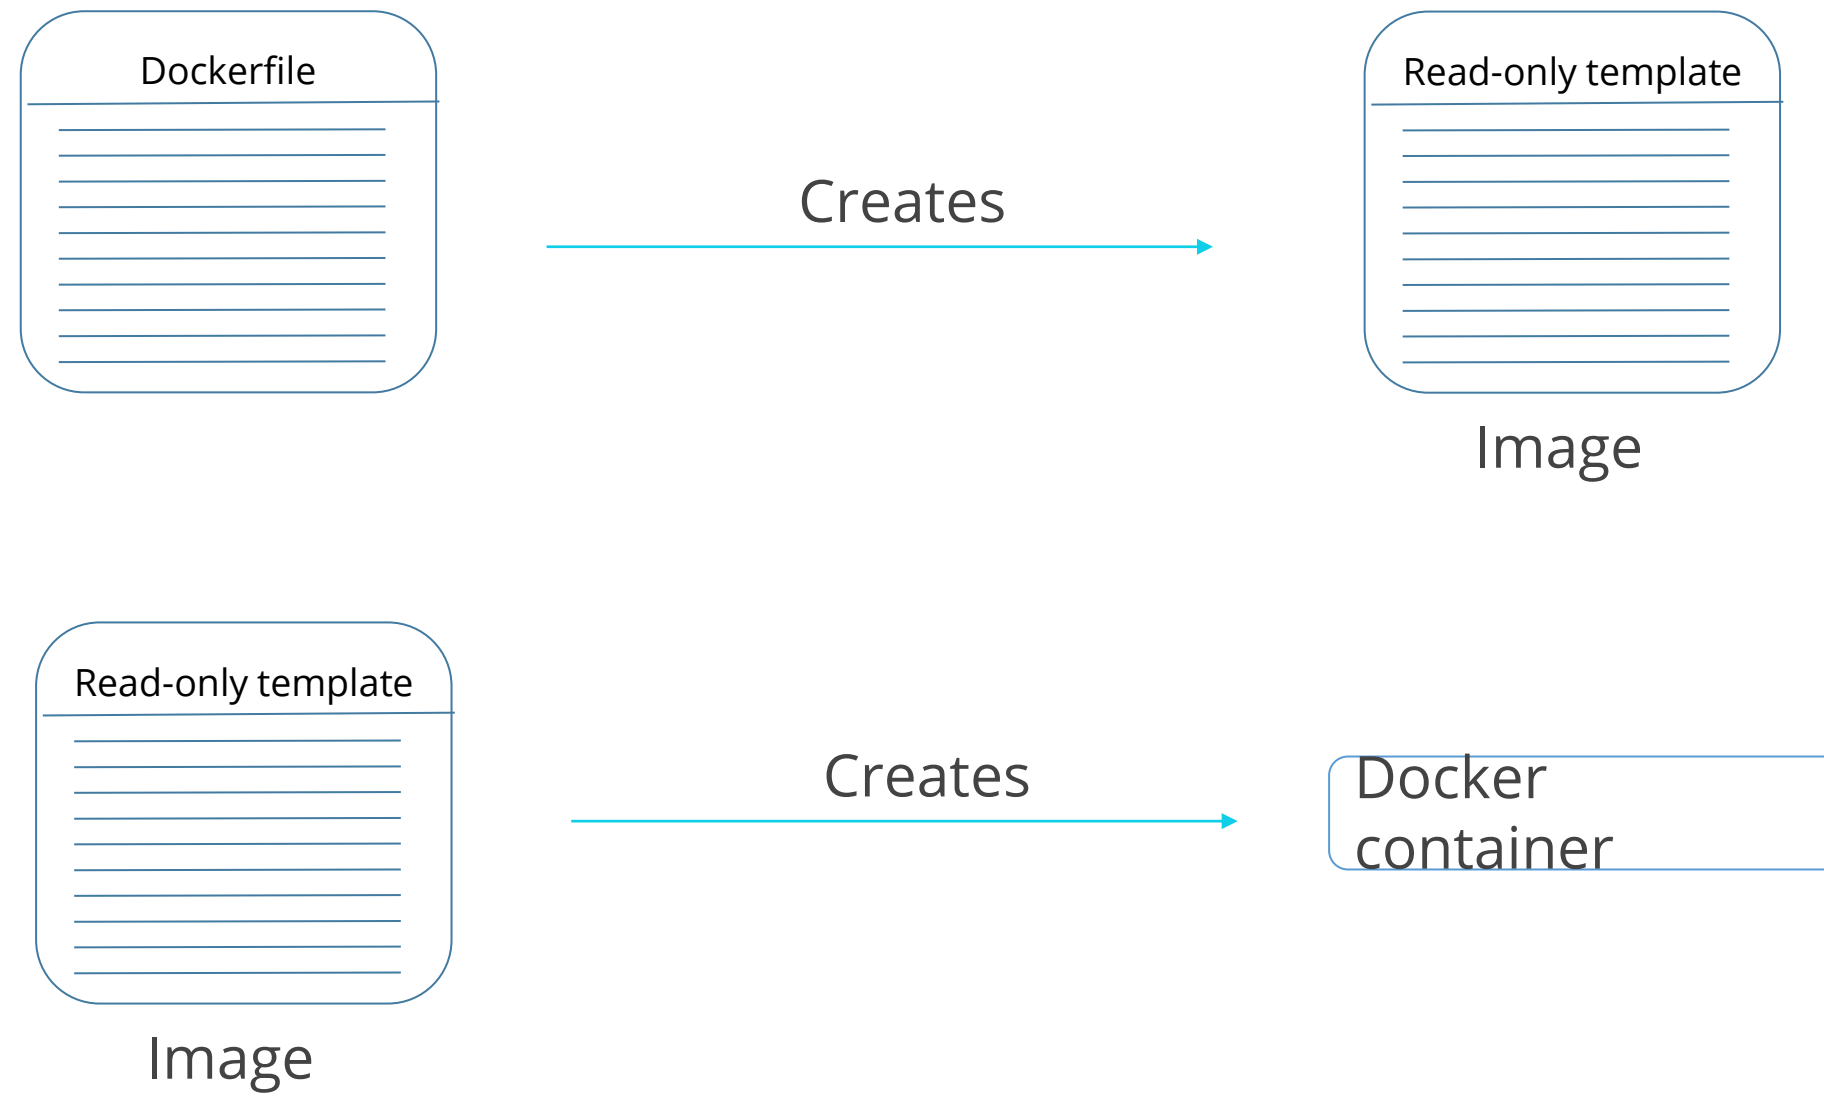 Dockerfile
Read-only template
Creates
Image
Read-only template
Creates
Docker
container
Image